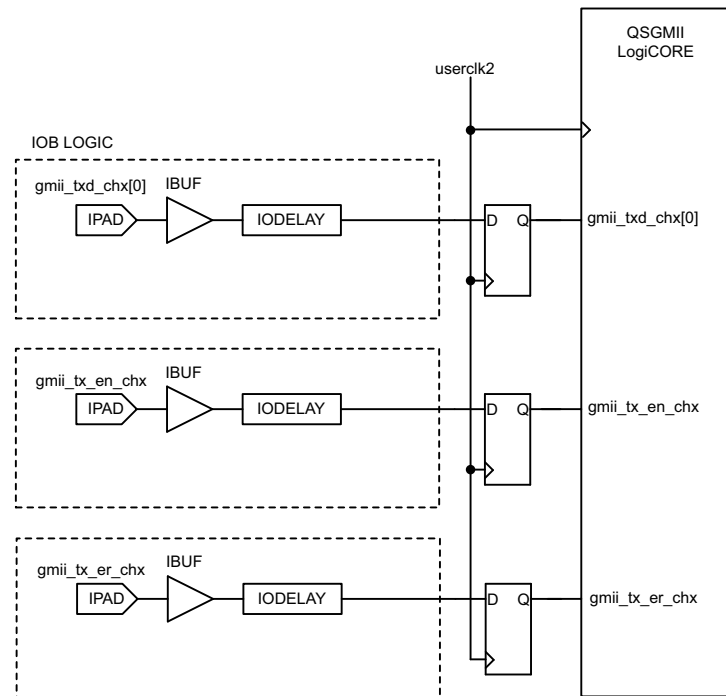 QSGMII
LogiCORE
userclk2
IOB LOGIC
gmii_txd_chx[0]
IBUF
IPAD
IODELAY
D Q
gmii_txd_chx[0]
gmii_tx_en_chx
IBUF
IPAD
IODELAY
D Q
gmii_tx_en_chx
gmii_tx_er_chx
IBUF
IPAD
IODELAY
D Q
gmii_tx_er_chx